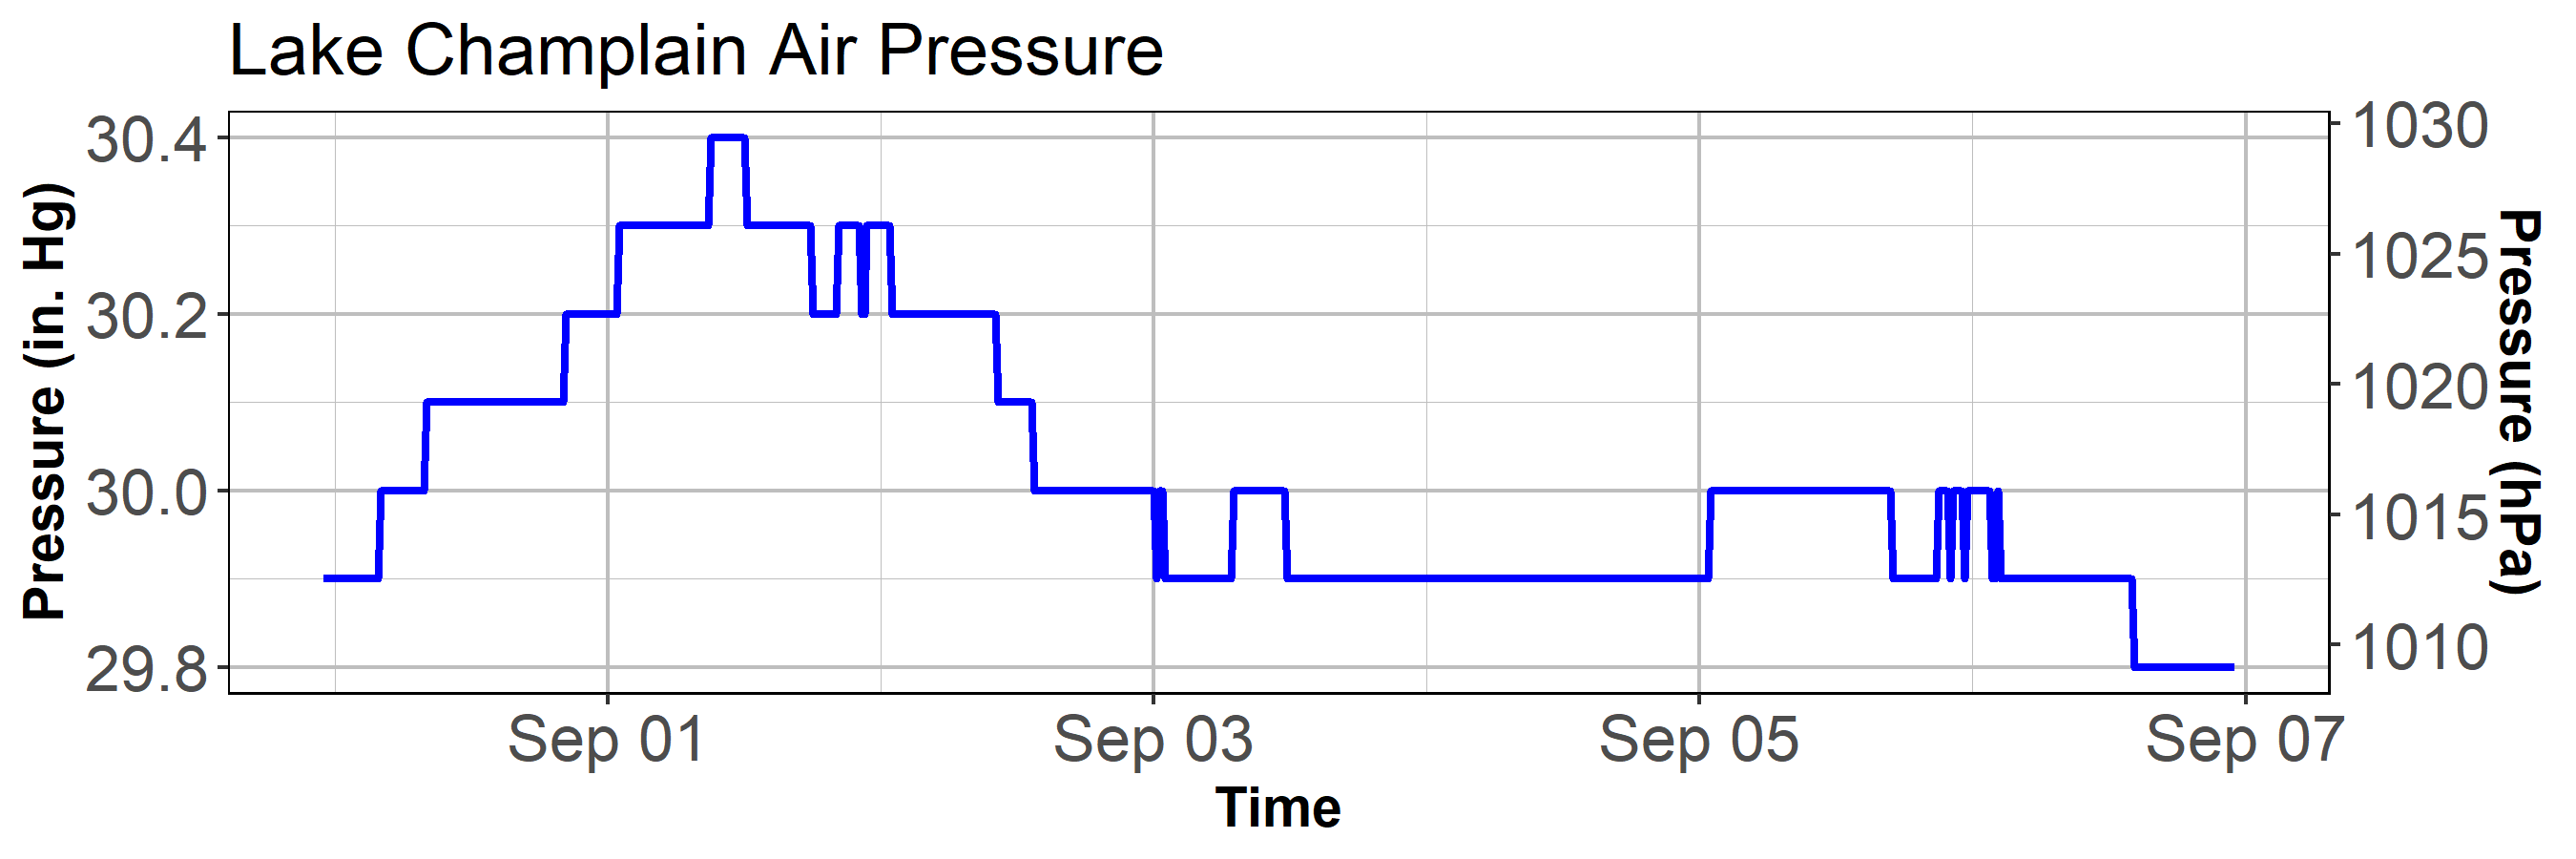 Lake Champlain Air Pressure
Pressure (in. Hg)
30.4
30.2
30.0
29.8
1030
1025
1020
1015
1010
Pressure (hPa)
Sep 01
Sep 03
Sep 05
Sep 07
Time